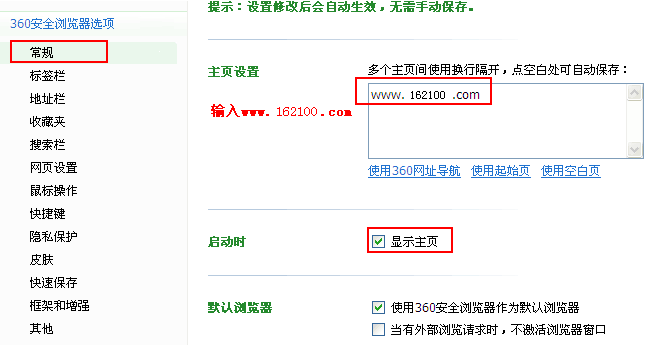 提示：设置修改后会自动生效，无需手动保存。
360安全浏览器选项
常规
标签栏
地址栏
收藏夹
搜索栏
网页设置
鼠标操作
快捷键
隐私保护
皮肤
快速保存
框架和增强
其他
主页设置
多个主页间使用换行隔开，点空白处可自动保存：
www. 162100 .com
输入www. 162100 . com
使用360网址导航 使用起始页 使用空白页
启动时
显示主页
默认浏览器
使用360安全浏览器作为默认浏览器
当有外部浏览请求时，不激活浏览器窗口